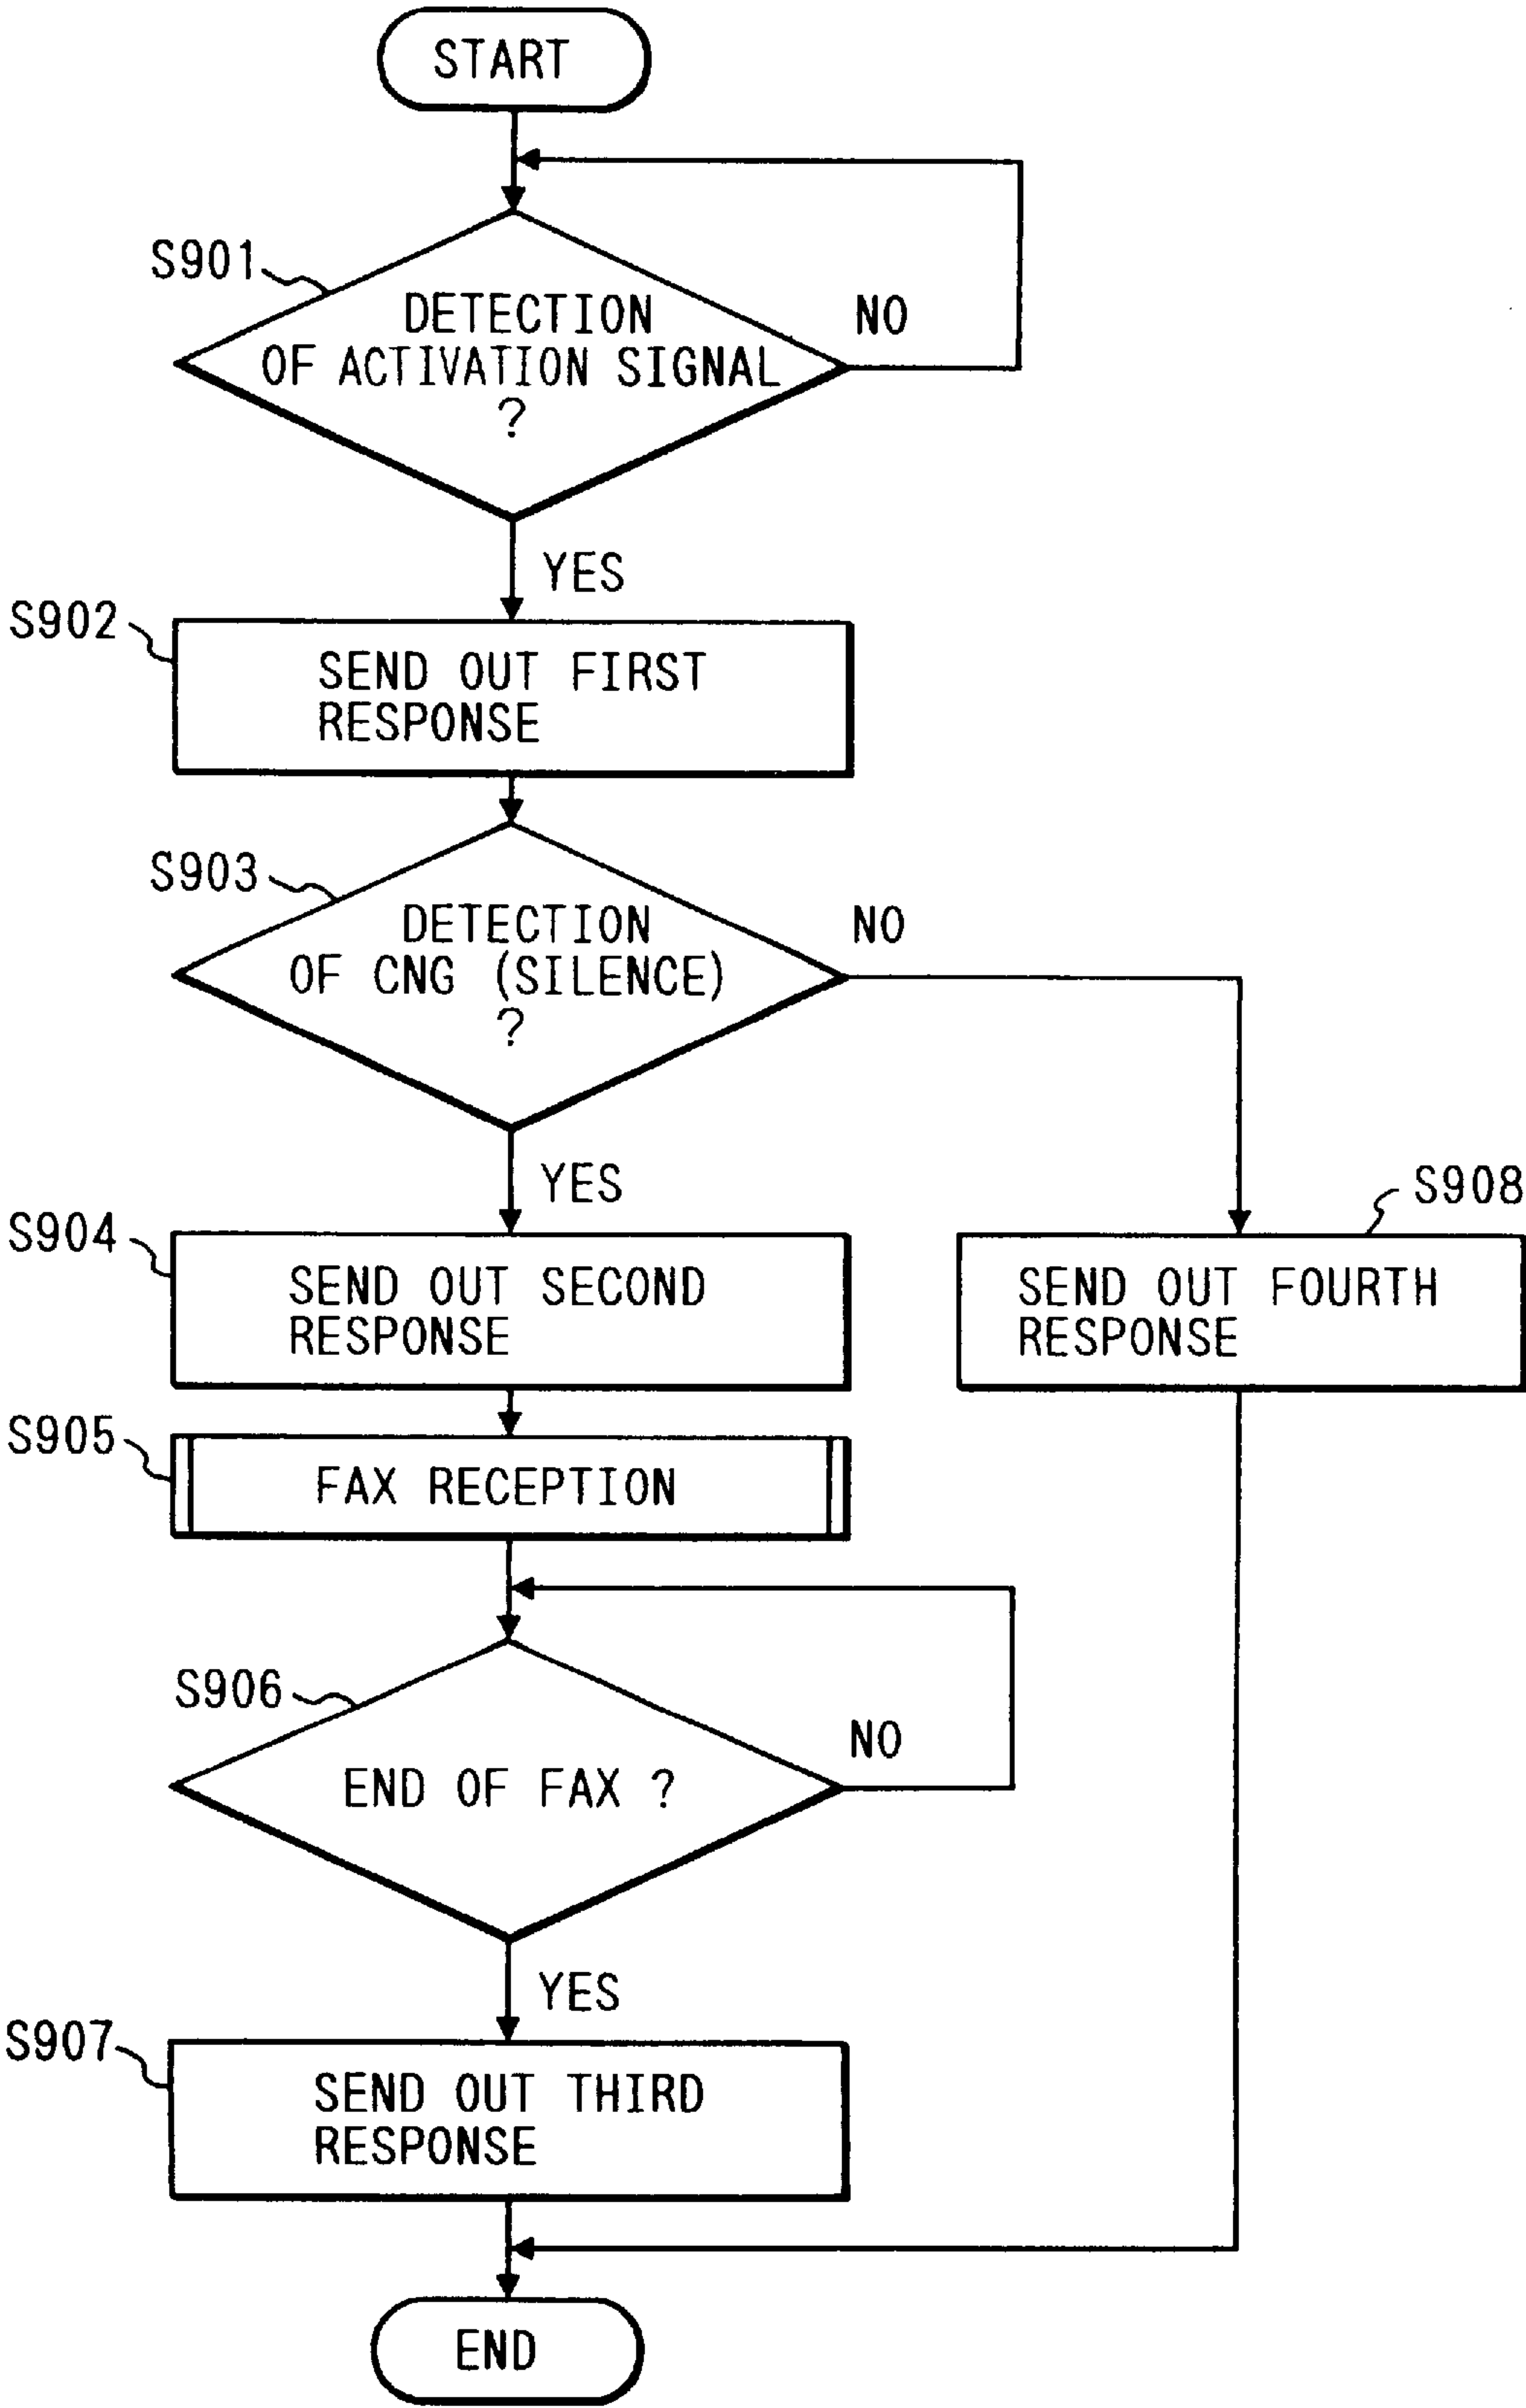 START
S901
DETECTION
OF ACTIVATION SIGNAL
?
NO
YES
S902
SEND OUT FIRST
RESPONSE
S903
DETECTION
OF CNG (SILENCE)
?
NO
YES
S904
SEND OUT SECOND
RESPONSE
S908
SEND OUT FOURTH
RESPONSE
S905
FAX RECEPTION
S906
END OF FAX ?
NO
YES
S907
SEND OUT THIRD
RESPONSE
END